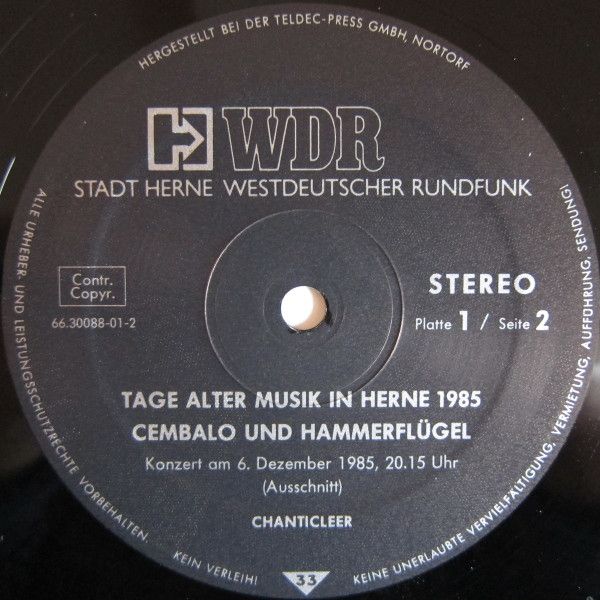 HERGESTELLT BEI DER TELDEC-PRESS GMBH, NORTORF
H WDR
STADT HERNE WESTDEUTSCHER RUNDFUNK
Contr.
Copyr.
66.30088-01-2
STEREO
Platte 1 / Seite 2
TAGE ALTER MUSIK IN HERNE 1985
CEMBALO UND HAMMERFLÜGEL
Konzert am 6. Dezember 1985, 20.15 Uhr
(Ausschnitt)
CHANTICLEER
33
ALLE URHEBER- UND LEISTUNGSSCHUTZRECHTE VORBEHALTEN.
KEIN VERLEIH!
KEINE UNERLAUBTE VERVIELFÄLTIGUNG, VERMIETUNG, AUFFÜHRUNG, SENDUNG!